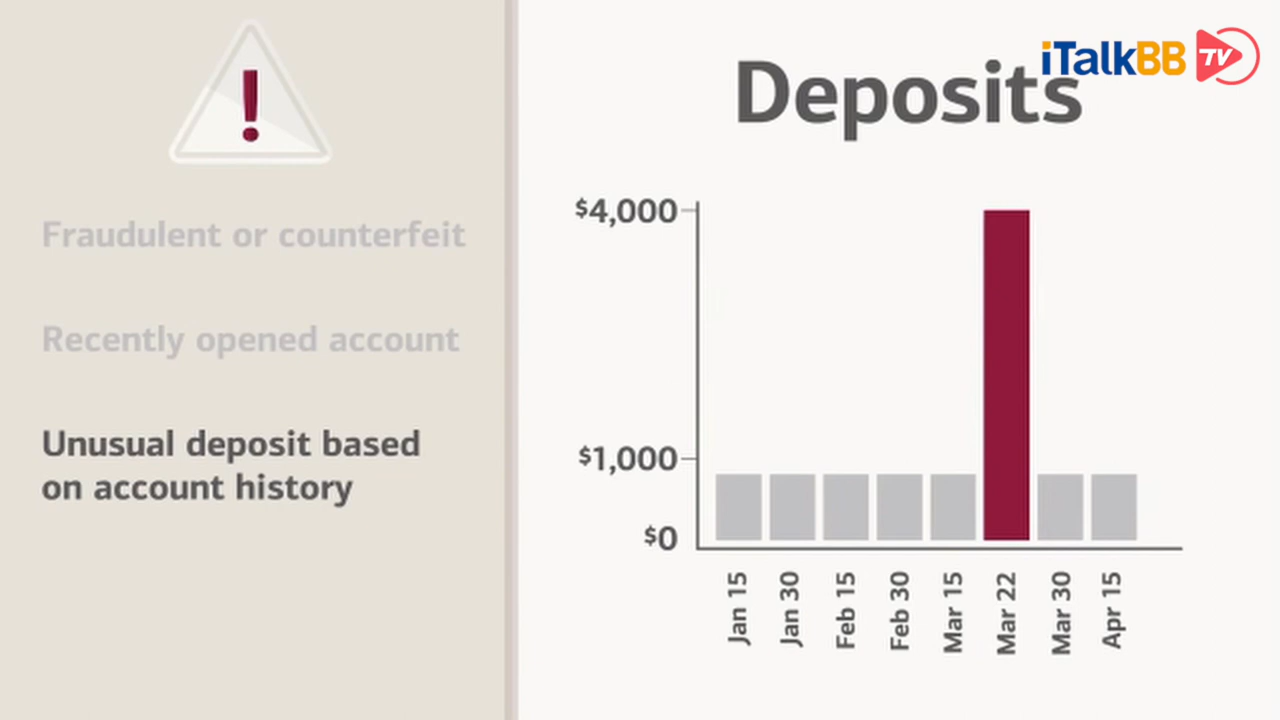 !
Fraudulent or counterfeit
Recently opened account
Unusual deposit based
on account history
iTalkBB TV
Deposits
$4,000
$1,000
$0
Jan 15
Jan 30
Feb 15
Feb 30
Mar 15
Mar 22
Mar 30
Apr 15